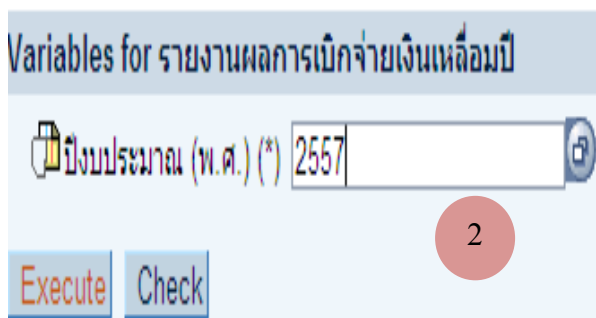 Variables for รายงานผลการเบิกจ่ายเงินเหลื่อมปี
ปีงบประมาณ (พ.ศ.) (*) 2557
2
Execute Check